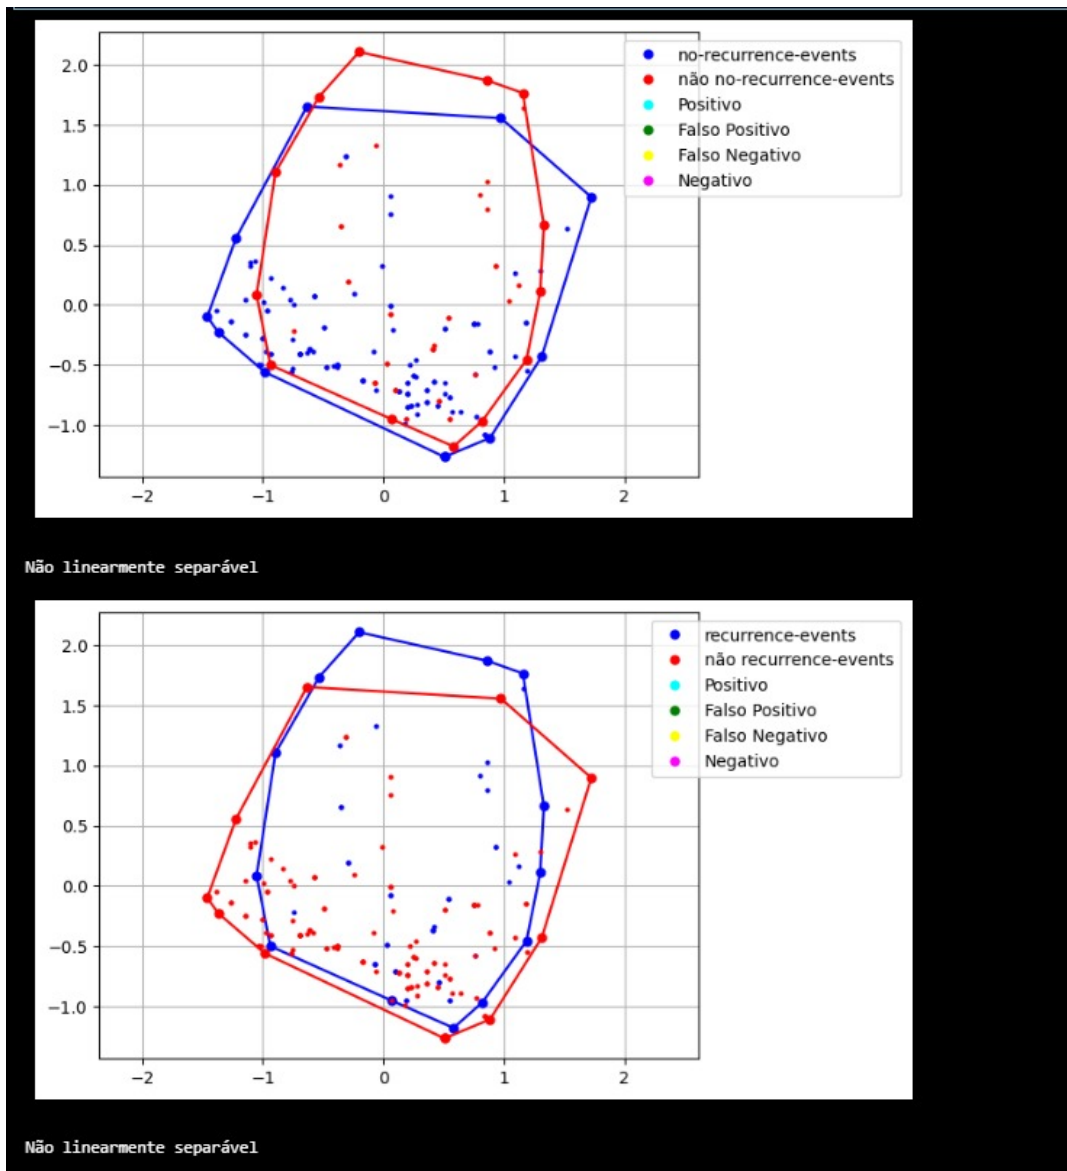 2.0
1.5
1.0
0.5
0.0
−0.5
−1.0
−2
−1
0
1
2
no-recurrence-events
não no-recurrence-events
Positivo
Falso Positivo
Falso Negativo
Negativo
Não linearmente separável
2.0
1.5
1.0
0.5
0.0
−0.5
−1.0
−2
−1
0
1
2
recurrence-events
não recurrence-events
Positivo
Falso Positivo
Falso Negativo
Negativo
Não linearmente separável